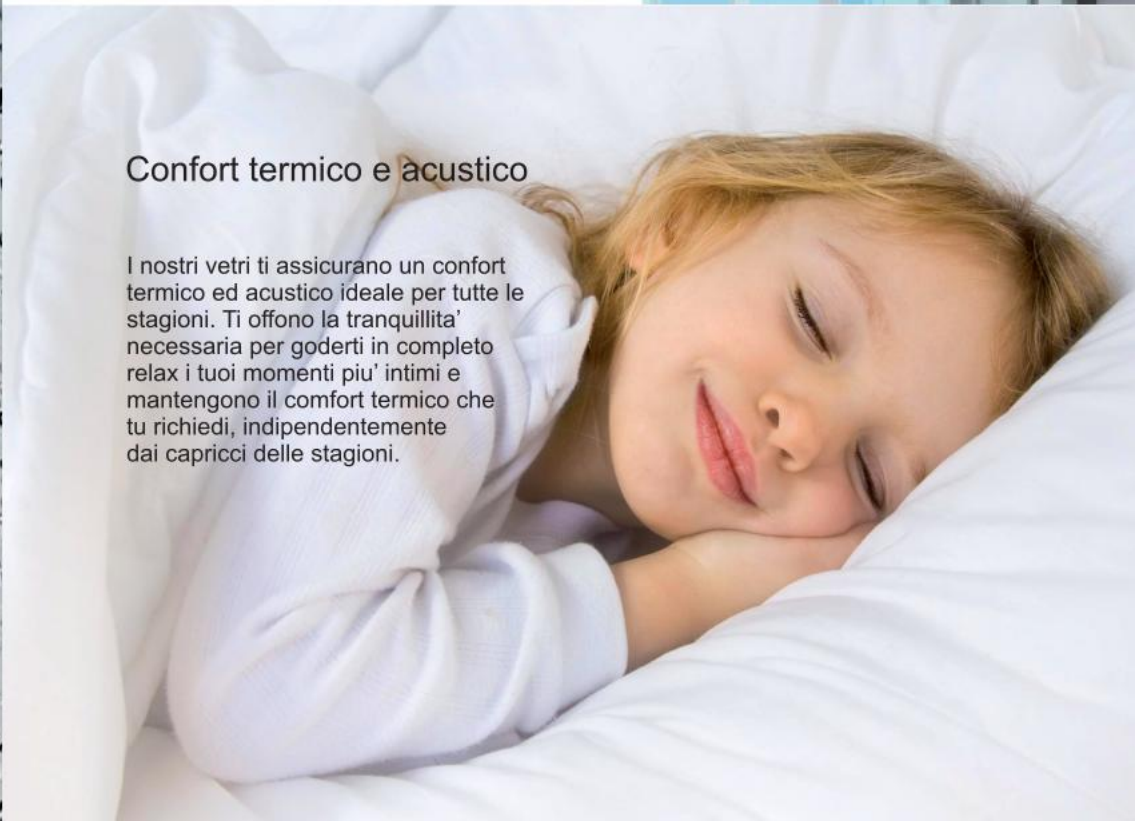 Confort termico e acustico
I nostri vetri ti assicurano un confort
termico ed acustico ideale per tutte le
stagioni. Ti offono la tranquillita'
necessaria per goderti in completo
relax i tuoi momenti piu' intimi e
mantengono il comfort termico che
tu richiedi, indipendentemente
dai capricci delle stagioni.